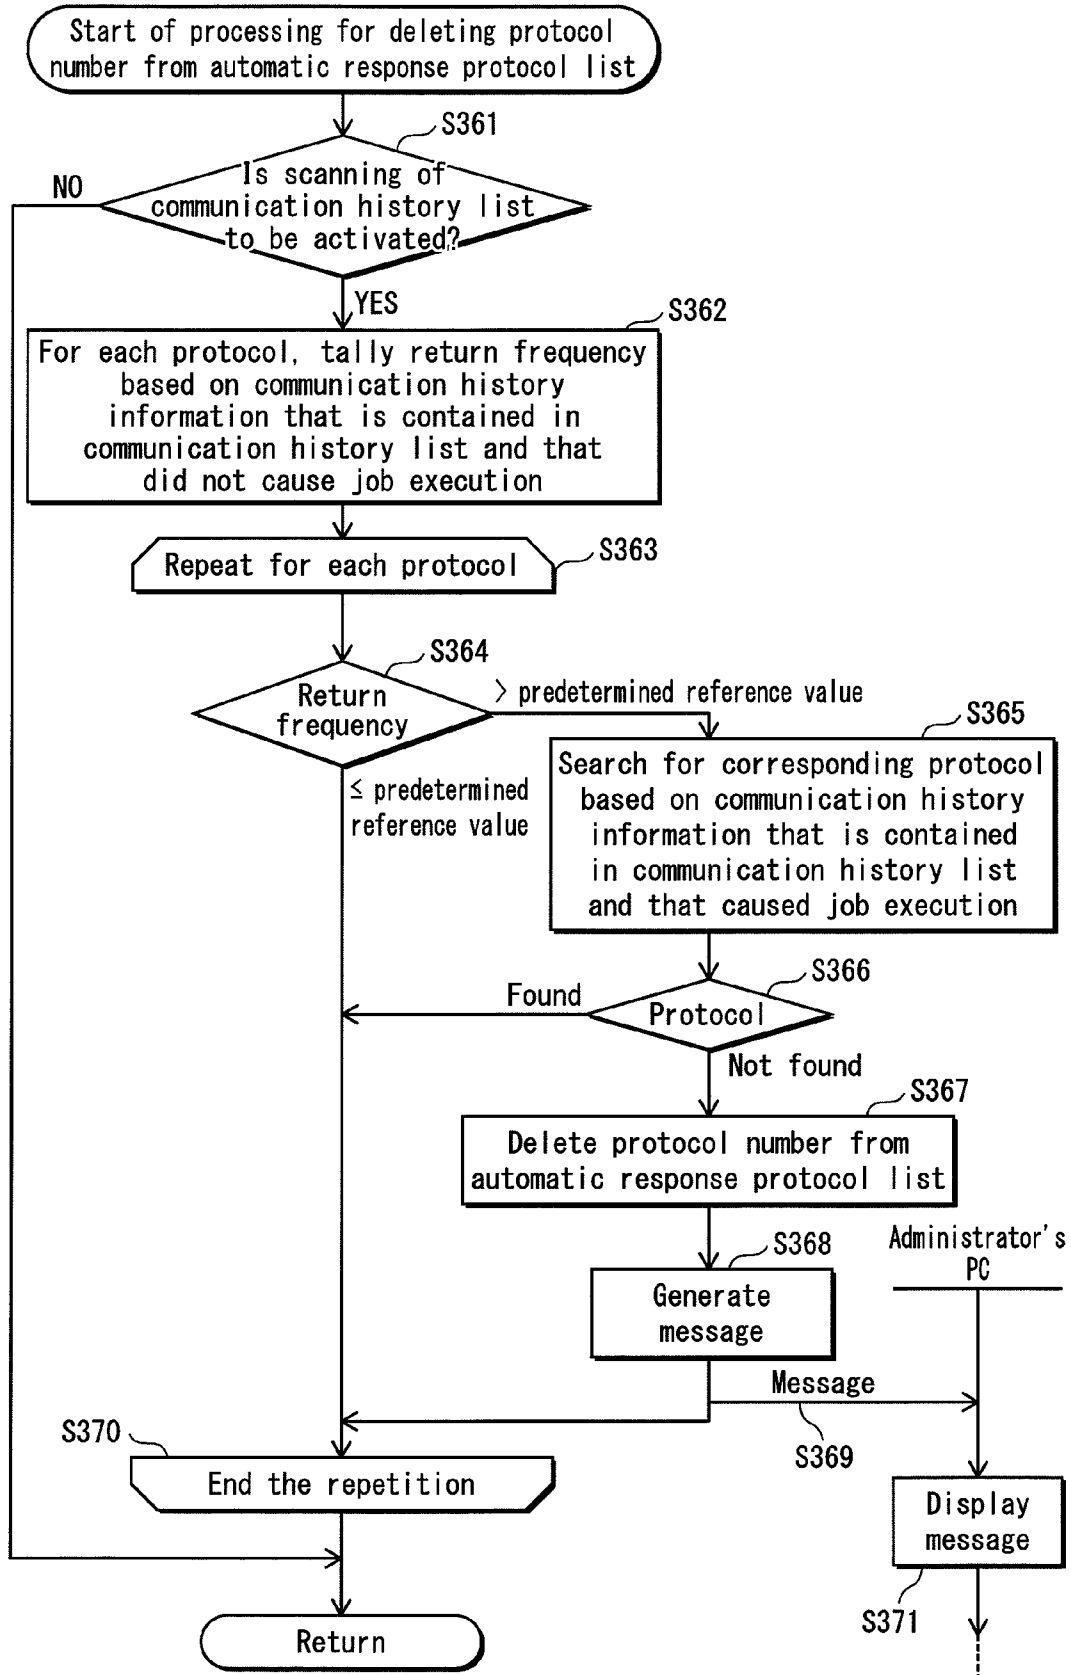 Start of processing for deleting protocol
number from automatic response protocol list
S361
Is scanning of
communication history list
to be activated?
NO
YES
S362
For each protocol, tally return frequency
based on communication history
information that is contained in
communication history list and that
did not cause job execution
S363
Repeat for each protocol
S364
Return
frequency
> predetermined reference value
≤ predetermined
reference value
S365
Search for corresponding protocol
based on communication history
information that is contained
in communication history list
and that caused job execution
S366
Protocol
Found
Not found
S367
Delete protocol number from
automatic response protocol list
S368
Generate
message
Administrator's
PC
Message
S369
S370
End the repetition
Display
message
S371
Return